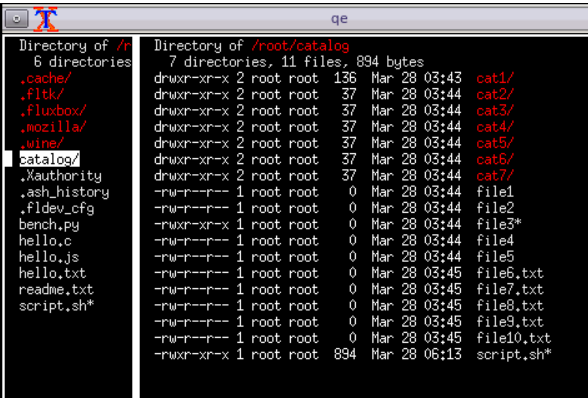 qe
Directory of /r
6 directories
.cache/
.fltk/
.fluxbox/
.mozilla/
.wine/
catalog/
.Xauthority
.ash_history
.fldev_cfg
bench.py
hello.c
hello.js
hello.txt
readme.txt
script.sh*
Directory of /root/catalog
7 directories, 11 files, 894 bytes
drwxr-xr-x 2 root root 136 Mar 28 03:43 cat1/
drwxr-xr-x 2 root root 37 Mar 28 03:44 cat2/
drwxr-xr-x 2 root root 37 Mar 28 03:44 cat3/
drwxr-xr-x 2 root root 37 Mar 28 03:44 cat4/
drwxr-xr-x 2 root root 37 Mar 28 03:44 cat5/
drwxr-xr-x 2 root root 37 Mar 28 03:44 cat6/
drwxr-xr-x 2 root root 37 Mar 28 03:44 cat7/
-rw-r--r-- 1 root root 0 Mar 28 03:44 file1
-rw-r--r-- 1 root root 0 Mar 28 03:44 file2
-rwxr-xr-x 1 root root 0 Mar 28 03:44 file3*
-rw-r--r-- 1 root root 0 Mar 28 03:44 file4
-rw-r--r-- 1 root root 0 Mar 28 03:44 file5
-rw-r--r-- 1 root root 0 Mar 28 03:45 file6.txt
-rw-r--r-- 1 root root 0 Mar 28 03:45 file7.txt
-rw-r--r-- 1 root root 0 Mar 28 03:45 file8.txt
-rw-r--r-- 1 root root 0 Mar 28 03:45 file9.txt
-rw-r--r-- 1 root root 0 Mar 28 03:45 file10.txt
-rwxr-xr-x 1 root root 894 Mar 28 06:13 script.sh*